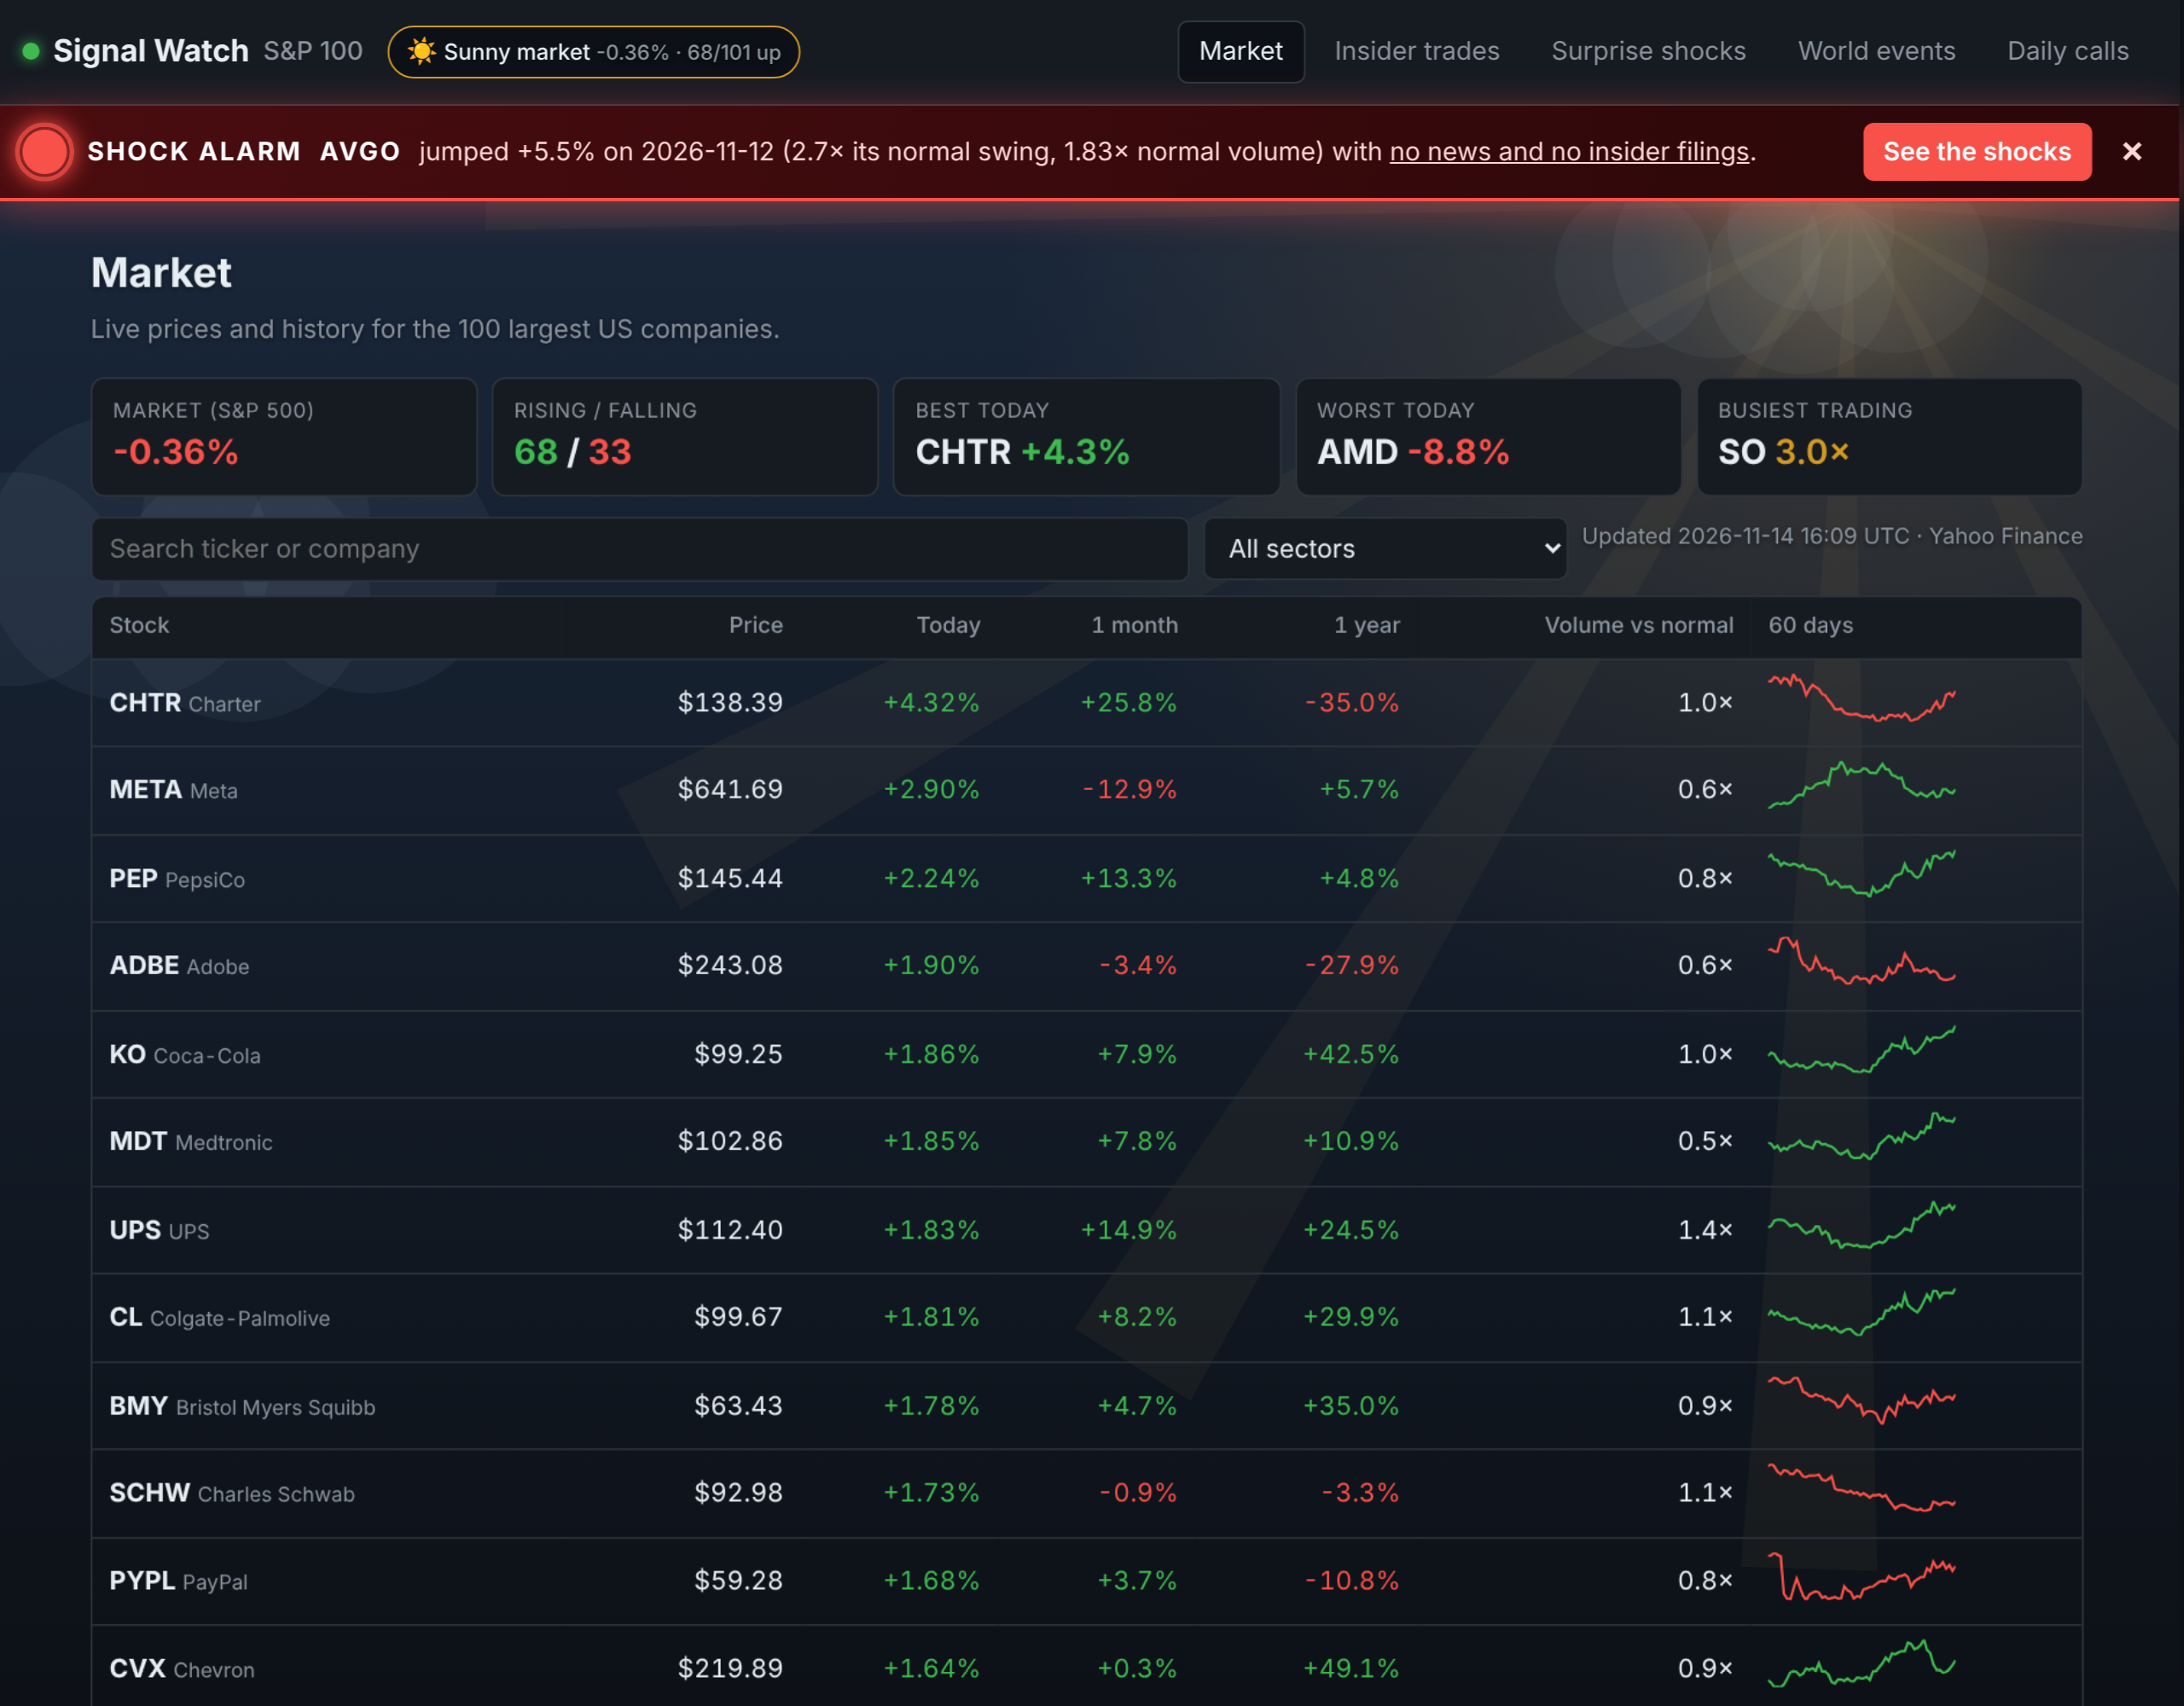 Signal Watch S&P 100 ☀️ Sunny market -0.36% · 68/101 up Market Insider trades Surprise shocks World events Daily calls
SHOCK ALARM AVGO jumped +5.5% on 2026-11-12 (2.7× its normal swing, 1.83× normal volume) with no news and no insider filings. See the shocks ×
Market
Live prices and history for the 100 largest US companies.
MARKET (S&P 500) RISING / FALLING BEST TODAY WORST TODAY BUSIEST TRADING
-0.36% 68 / 33 CHTR +4.3% AMD -8.8% SO 3.0×
Search ticker or company All sectors Updated 2026-11-14 16:09 UTC · Yahoo Finance
Stock Price Today 1 month 1 year Volume vs normal 60 days
CHTR Charter $138.39 +4.32% +25.8% -35.0% 1.0×
META Meta $641.69 +2.90% -12.9% +5.7% 0.6×
PEP PepsiCo $145.44 +2.24% +13.3% +4.8% 0.8×
ADBE Adobe $243.08 +1.90% -3.4% -27.9% 0.6×
KO Coca-Cola $99.25 +1.86% +7.9% +42.5% 1.0×
MDT Medtronic $102.86 +1.85% +7.8% +10.9% 0.5×
UPS UPS $112.40 +1.83% +14.9% +24.5% 1.4×
CL Colgate-Palmolive $99.67 +1.81% +8.2% +29.9% 1.1×
BMY Bristol Myers Squibb $63.43 +1.78% +4.7% +35.0% 0.9×
SCHW Charles Schwab $92.98 +1.73% -0.9% -3.3% 1.1×
PYPL PayPal $59.28 +1.68% +3.7% -10.8% 0.8×
CVX Chevron $219.89 +1.64% +0.3% +49.1% 0.9×